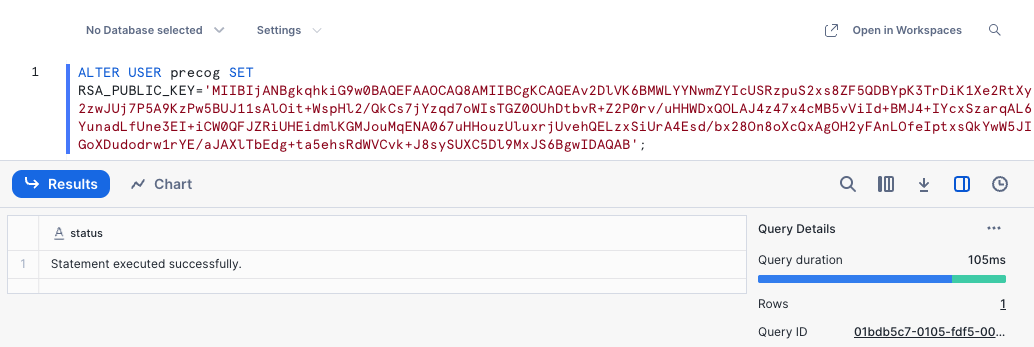 No Database selected Settings Open in Workspaces
1 ALTER USER precog SET
RSA_PUBLIC_KEY='MIIBIjANBgkqhkiG9w0BAQEFAAOCAQ8AMIIBCgKCAQEAv2DlVK6BMWLYYNwmZYIcUSRzpuS2xs8ZF5QDBYpK3TrDiK1Xe2RtXy
2zwJUj7P5A9KzPw5BUJ11sAlOit+WspHl2/QkCs7jYzqd7oWIsTGZ0OUhDtbvR+Z2P0rv/uHHWDxQOLAJ4z47x4cMB5vViId+BMJ4+IYcxSzarqAL6
YunadLfUne3EI+iCW0QFJZRiUHEidmlKGMJouMqENA067uHHouzUluxrjUvehQELzxSiUrA4Esd/bx28On8oXcQxAgOH2yFAnLOfeIptxsQkYwW5JI
GoXDudodrw1rYE/aJAXlTbEdg+ta5ehsRdWVCvk+J8sySUXC5Dl9MxJS6BgwIDAQAB';
Results Chart
status
1 Statement executed successfully.
Query Details ...
Query duration 105ms
Rows 1
Query ID 01bdb5c7-0105-fdf5-00...